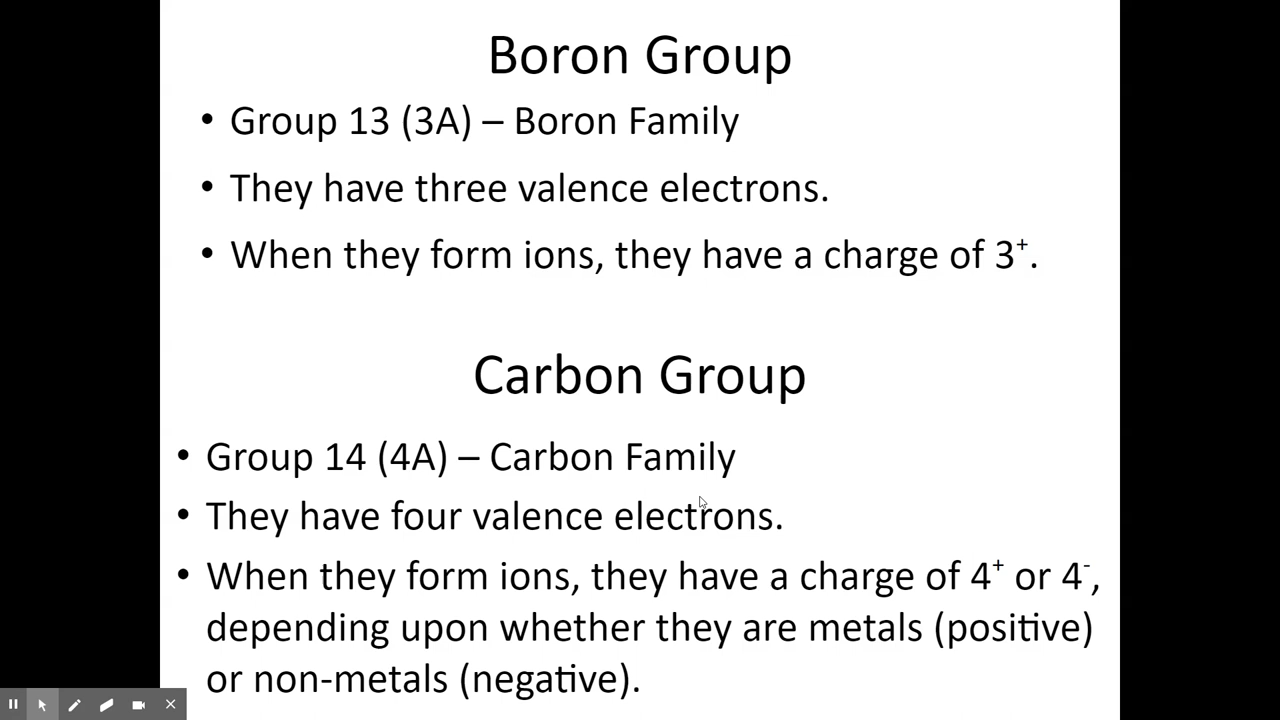 Boron Group
• Group 13 (3A) – Boron Family
• They have three valence electrons.
• When they form ions, they have a charge of 3⁺.
Carbon Group
• Group 14 (4A) – Carbon Family
• They have four valence electrons.
• When they form ions, they have a charge of 4⁺ or 4⁻,
depending upon whether they are metals (positive)
or non-metals (negative).